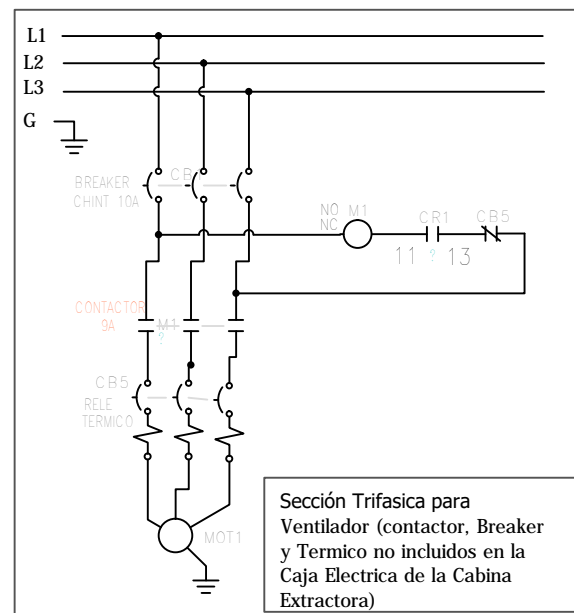 L1
L2
L3
G
BREAKER
CHINT 10A
CB
NO
NC
M1
CR1
CB5
11 ? 13
CONTACTOR
9A
M1
?
CB5
RELE
TERMICO
MOT1
Sección Trifasica para
Ventilador (contactor, Breaker
y Termico no incluidos en la
Caja Electrica de la Cabina
Extractora)